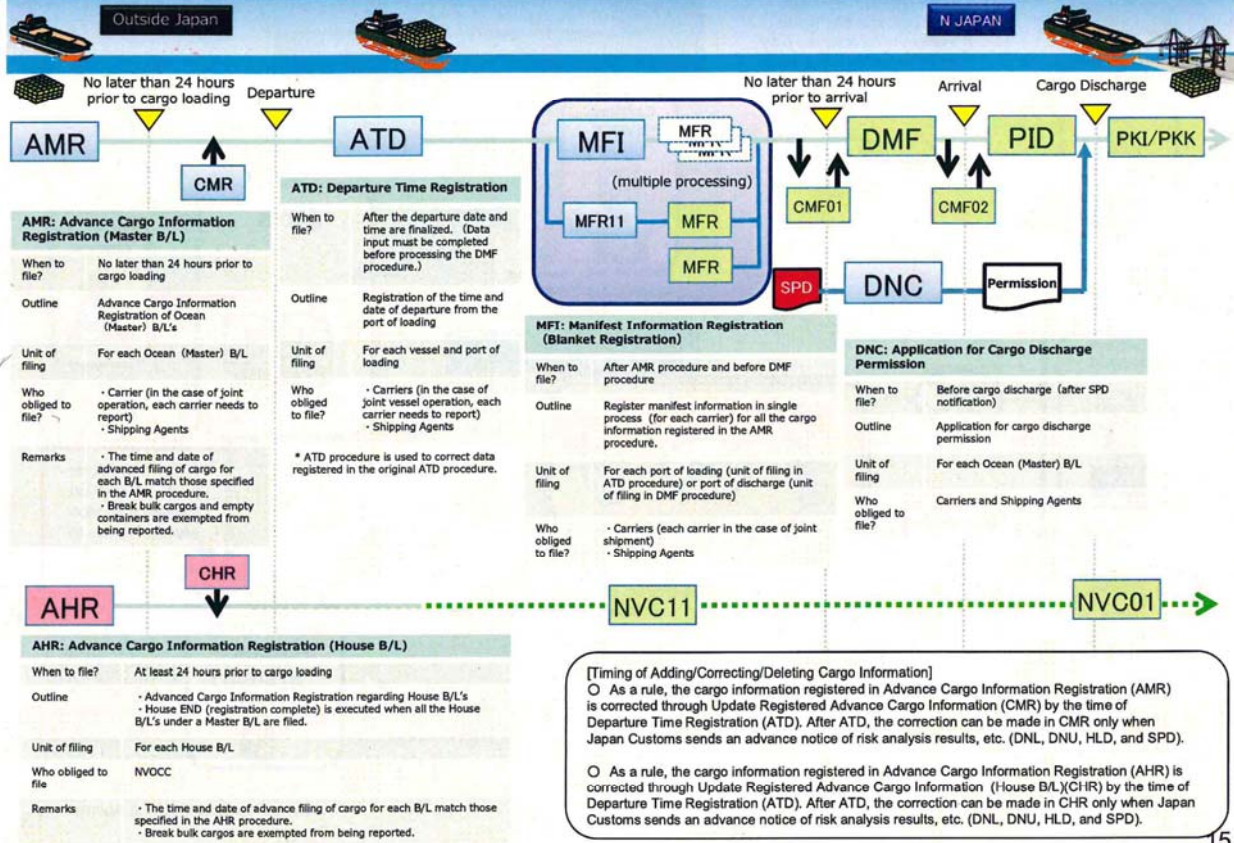 Outside Japan
N JAPAN
No later than 24 hours
prior to cargo loading
Departure
No later than 24 hours
prior to arrival
Arrival
Cargo Discharge
AMR
CMR
ATD
MFI
MFR
(multiple processing)
MFR11
MFR
MFR
CMF01
DMF
CMF02
PID
PKI/PKK
SPD
DNC
Permission
AMR: Advance Cargo Information
Registration (Master B/L)
When to
file?
No later than 24 hours prior to
cargo loading
Outline
Advance Cargo Information
Registration of Ocean
(Master) B/L's
Unit of
filing
For each Ocean (Master) B/L
Who
obliged to
file?
・Carrier (in the case of joint
operation, each carrier needs to
report)
・Shipping Agents
Remarks
・The time and date of
advanced filing of cargo for
each B/L match those specified
in the AMR procedure.
・Break bulk cargos and empty
containers are exempted from
being reported.
ATD: Departure Time Registration
When to
file?
After the departure date and
time are finalized. (Data
input must be completed
before processing the DMF
procedure.)
Outline
Registration of the time and
date of departure from the
port of loading
Unit of
filing
For each vessel and port of
loading
Who
obliged
to file?
・Carriers (in the case of
joint vessel operation, each
carrier needs to report)
・Shipping Agents
* ATD procedure is used to correct data
registered in the original ATD procedure.
MFI: Manifest Information Registration
(Blanket Registration)
When to
file?
After AMR procedure and before DMF
procedure
Outline
Register manifest information in single
process (for each carrier) for all the cargo
information registered in the AMR
procedure.
Unit of
filing
For each port of loading (unit of filing in
ATD procedure) or port of discharge (unit
of filing in DMF procedure)
Who
obliged
to file?
・Carriers (each carrier in the case of joint
shipment)
・Shipping Agents
DNC: Application for Cargo Discharge
Permission
When to
file?
Before cargo discharge (after SPD
notification)
Outline
Application for cargo discharge
permission
Unit of
filing
For each Ocean (Master) B/L
Who
obliged to
file?
Carriers and Shipping Agents
CHR
AHR
NVC11
NVC01
AHR: Advance Cargo Information Registration (House B/L)
When to file?
At least 24 hours prior to cargo loading
Outline
・Advanced Cargo Information Registration regarding House B/L's
・House END (registration complete) is executed when all the House
B/L's under a Master B/L are filed.
Unit of filing
For each House B/L
Who obliged to
file
NVOCC
Remarks
・The time and date of advance filing of cargo for each B/L match those
specified in the AHR procedure.
・Break bulk cargos are exempted from being reported.
[Timing of Adding/Correcting/Deleting Cargo Information]
O As a rule, the cargo information registered in Advance Cargo Information Registration (AMR)
is corrected through Update Registered Advance Cargo Information (CMR) by the time of
Departure Time Registration (ATD). After ATD, the correction can be made in CMR only when
Japan Customs sends an advance notice of risk analysis results, etc. (DNL, DNU, HLD, and SPD).
O As a rule, the cargo information registered in Advance Cargo Information Registration (AHR) is
corrected through Update Registered Advance Cargo Information (House B/L)(CHR) by the time of
Departure Time Registration (ATD). After ATD, the correction can be made in CHR only when Japan
Customs sends an advance notice of risk analysis results, etc. (DNL, DNU, HLD, and SPD).
15